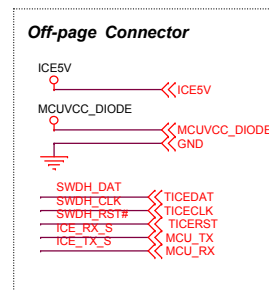 Off-page Connector
ICE5V
ICE5V
MCUVCC_DIODE
MCUVCC_DIODE
GND
SWDH_DAT TICEDAT
SWDH_CLK TICECLK
SWDH_RST# TICERST
ICE_RX_S MCU_TX
ICE_TX_S MCU_RX